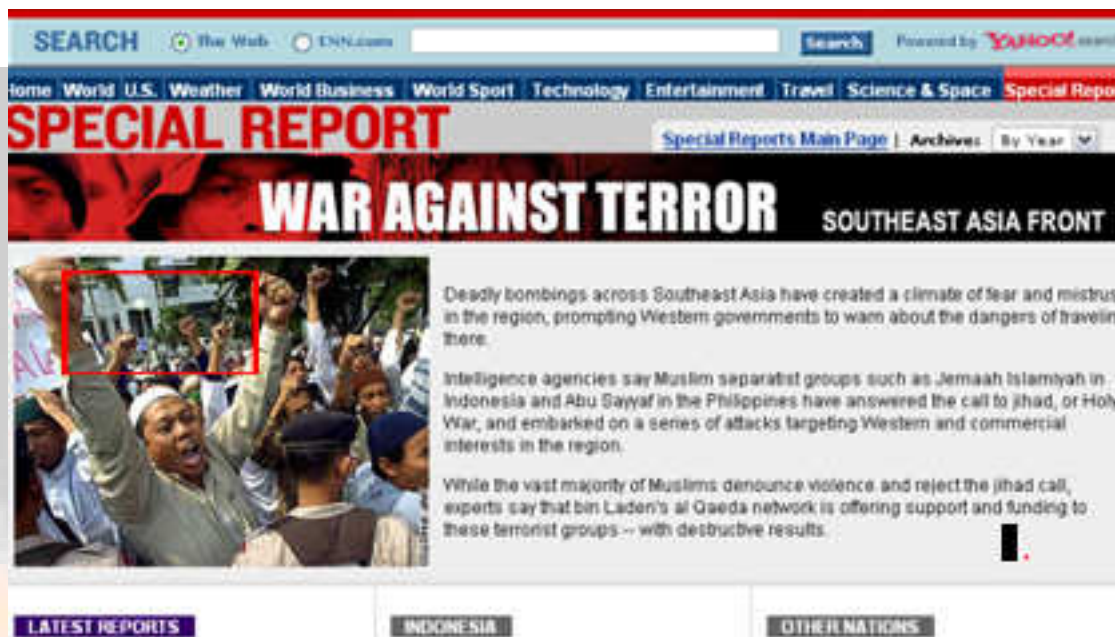 SEARCH The Web CNN.com Search Powered by YAHOO! search
Home World U.S. Weather World Business World Sport Technology Entertainment Travel Science & Space Special Repo
SPECIAL REPORT
Special Reports Main Page | Archive: By Year
WAR AGAINST TERROR SOUTHEAST ASIA FRONT
Deadly bombings across Southeast Asia have created a climate of fear and mistrus
in the region, prompting Western governments to warn about the dangers of travelin
there.
Intelligence agencies say Muslim separatist groups such as Jemaah Islamiyah in
Indonesia and Abu Sayyaf in the Philippines have answered the call to jihad, or Holy
War, and embarked on a series of attacks targeting Western and commercial
interests in the region.
While the vast majority of Muslims denounce violence and reject the jihad call,
experts say that bin Laden's al Qaeda network is offering support and funding to
these terrorist groups -- with destructive results.
LATEST REPORTS INDONESIA OTHER NATIONS